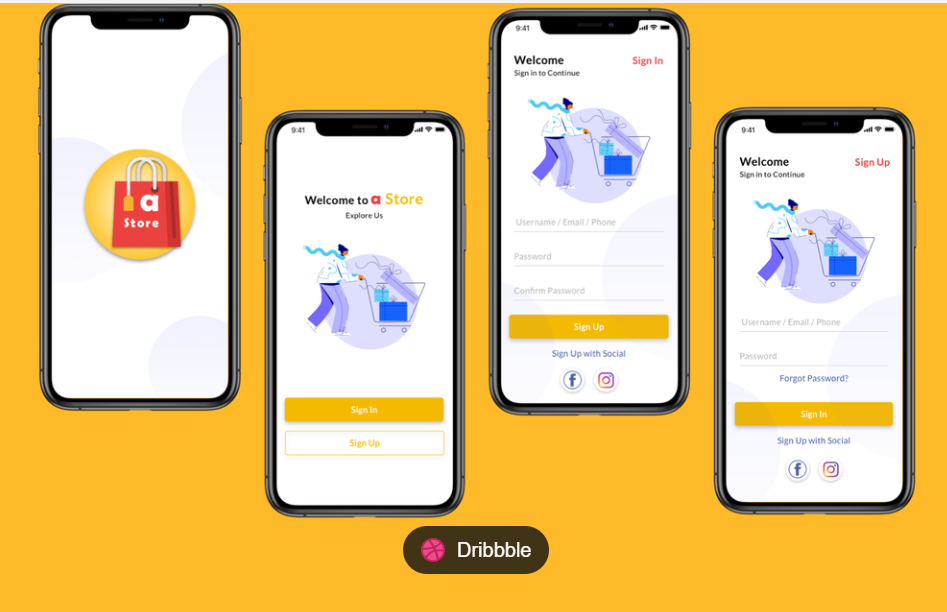 a
Store
9:41
Welcome to a Store
Explore Us
Sign In
Sign Up
9:41
Welcome
Sign In
Sign in to Continue
Username / Email / Phone
Password
Confirm Password
Sign Up
Sign Up with Social
9:41
Welcome
Sign Up
Sign in to Continue
Username / Email / Phone
Password
Forgot Password?
Sign In
Sign Up with Social
Dribbble